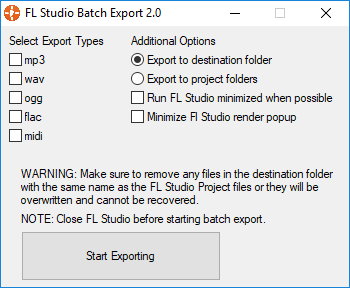 FL Studio Batch Export 2.0
Select Export Types
mp3
wav
ogg
flac
midi
Additional Options
Export to destination folder
Export to project folders
Run FL Studio minimized when possible
Minimize Fl Studio render popup
WARNING: Make sure to remove any files in the destination folder
with the same name as the FL Studio Project files or they will be
overwritten and cannot be recovered.
NOTE: Close FL Studio before starting batch export.
Start Exporting